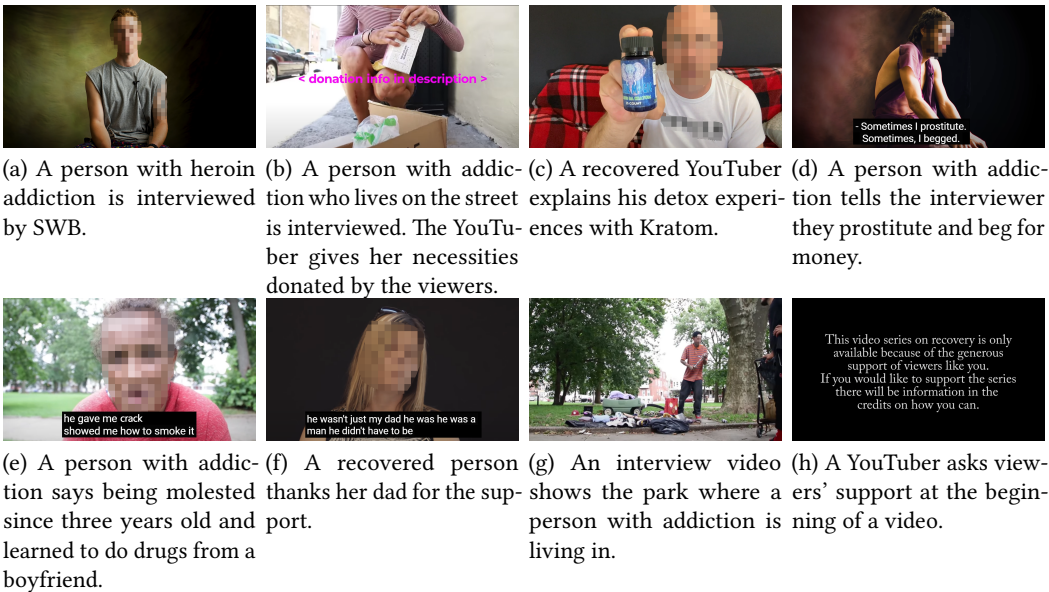 < donation info in description >
- Sometimes I prostitute.
Sometimes, I begged.
(a) A person with heroin
addiction is interviewed
by SWB.
(b) A person with addic-
tion who lives on the street
is interviewed. The YouTu-
ber gives her necessities
donated by the viewers.
(c) A recovered YouTuber
explains his detox experi-
ences with Kratom.
(d) A person with addic-
tion tells the interviewer
they prostitute and beg for
money.
he gave me crack
showed me how to smoke it
he wasn't just my dad he was he was a
man he didn't have to be
This video series on recovery is only
available because of the generous
support of viewers like you.
If you would like to support the series
there will be information in the
credits on how you can.
(e) A person with addic-
tion says being molested
since three years old and
learned to do drugs from a
boyfriend.
(f) A recovered person
thanks her dad for the sup-
port.
(g) An interview video
shows the park where a
person with addiction is
living in.
(h) A YouTuber asks view-
ers' support at the begin-
ning of a video.